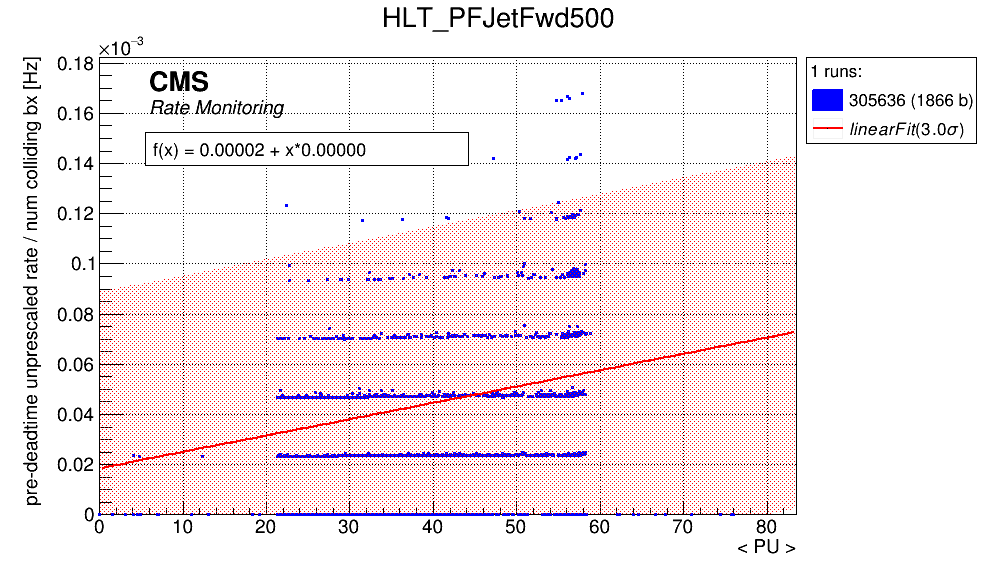 HLT_PFJetFwd500
×10⁻³
pre-deadtime unprescaled rate / num colliding bx [Hz]
0.18
0.16
0.14
0.12
0.1
0.08
0.06
0.04
0.02
0
CMS
Rate Monitoring
f(x) = 0.00002 + x*0.00000
0 10 20 30 40 50 60 70 80
< PU >
1 runs:
305636 (1866 b)
linearFit(3.0σ)